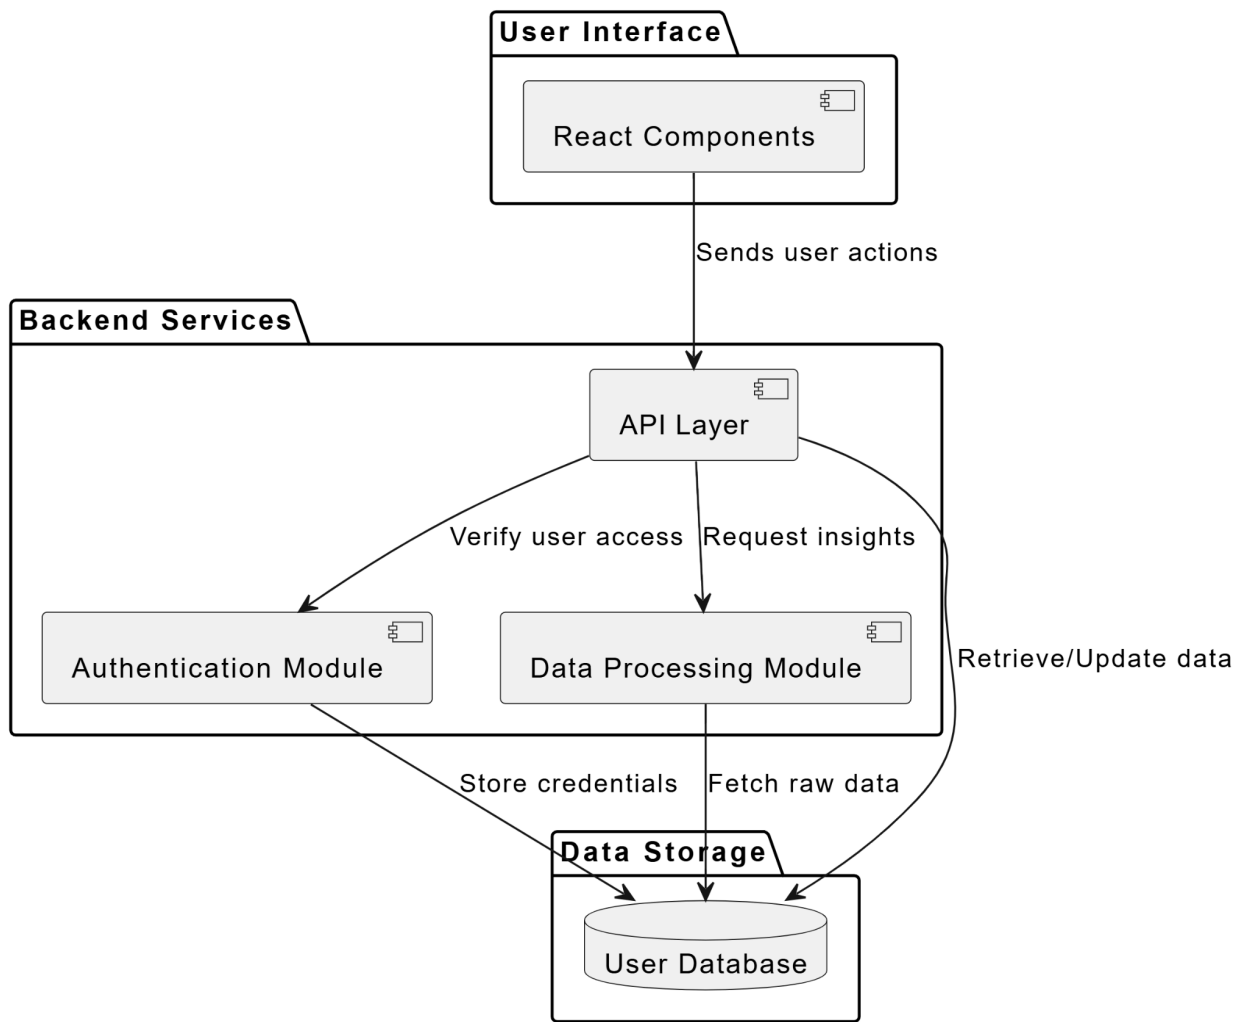 User Interface
React Components
Sends user actions
Backend Services
API Layer
Verify user access
Request insights
Authentication Module
Data Processing Module
Retrieve/Update data
Store credentials
Fetch raw data
Data Storage
User Database